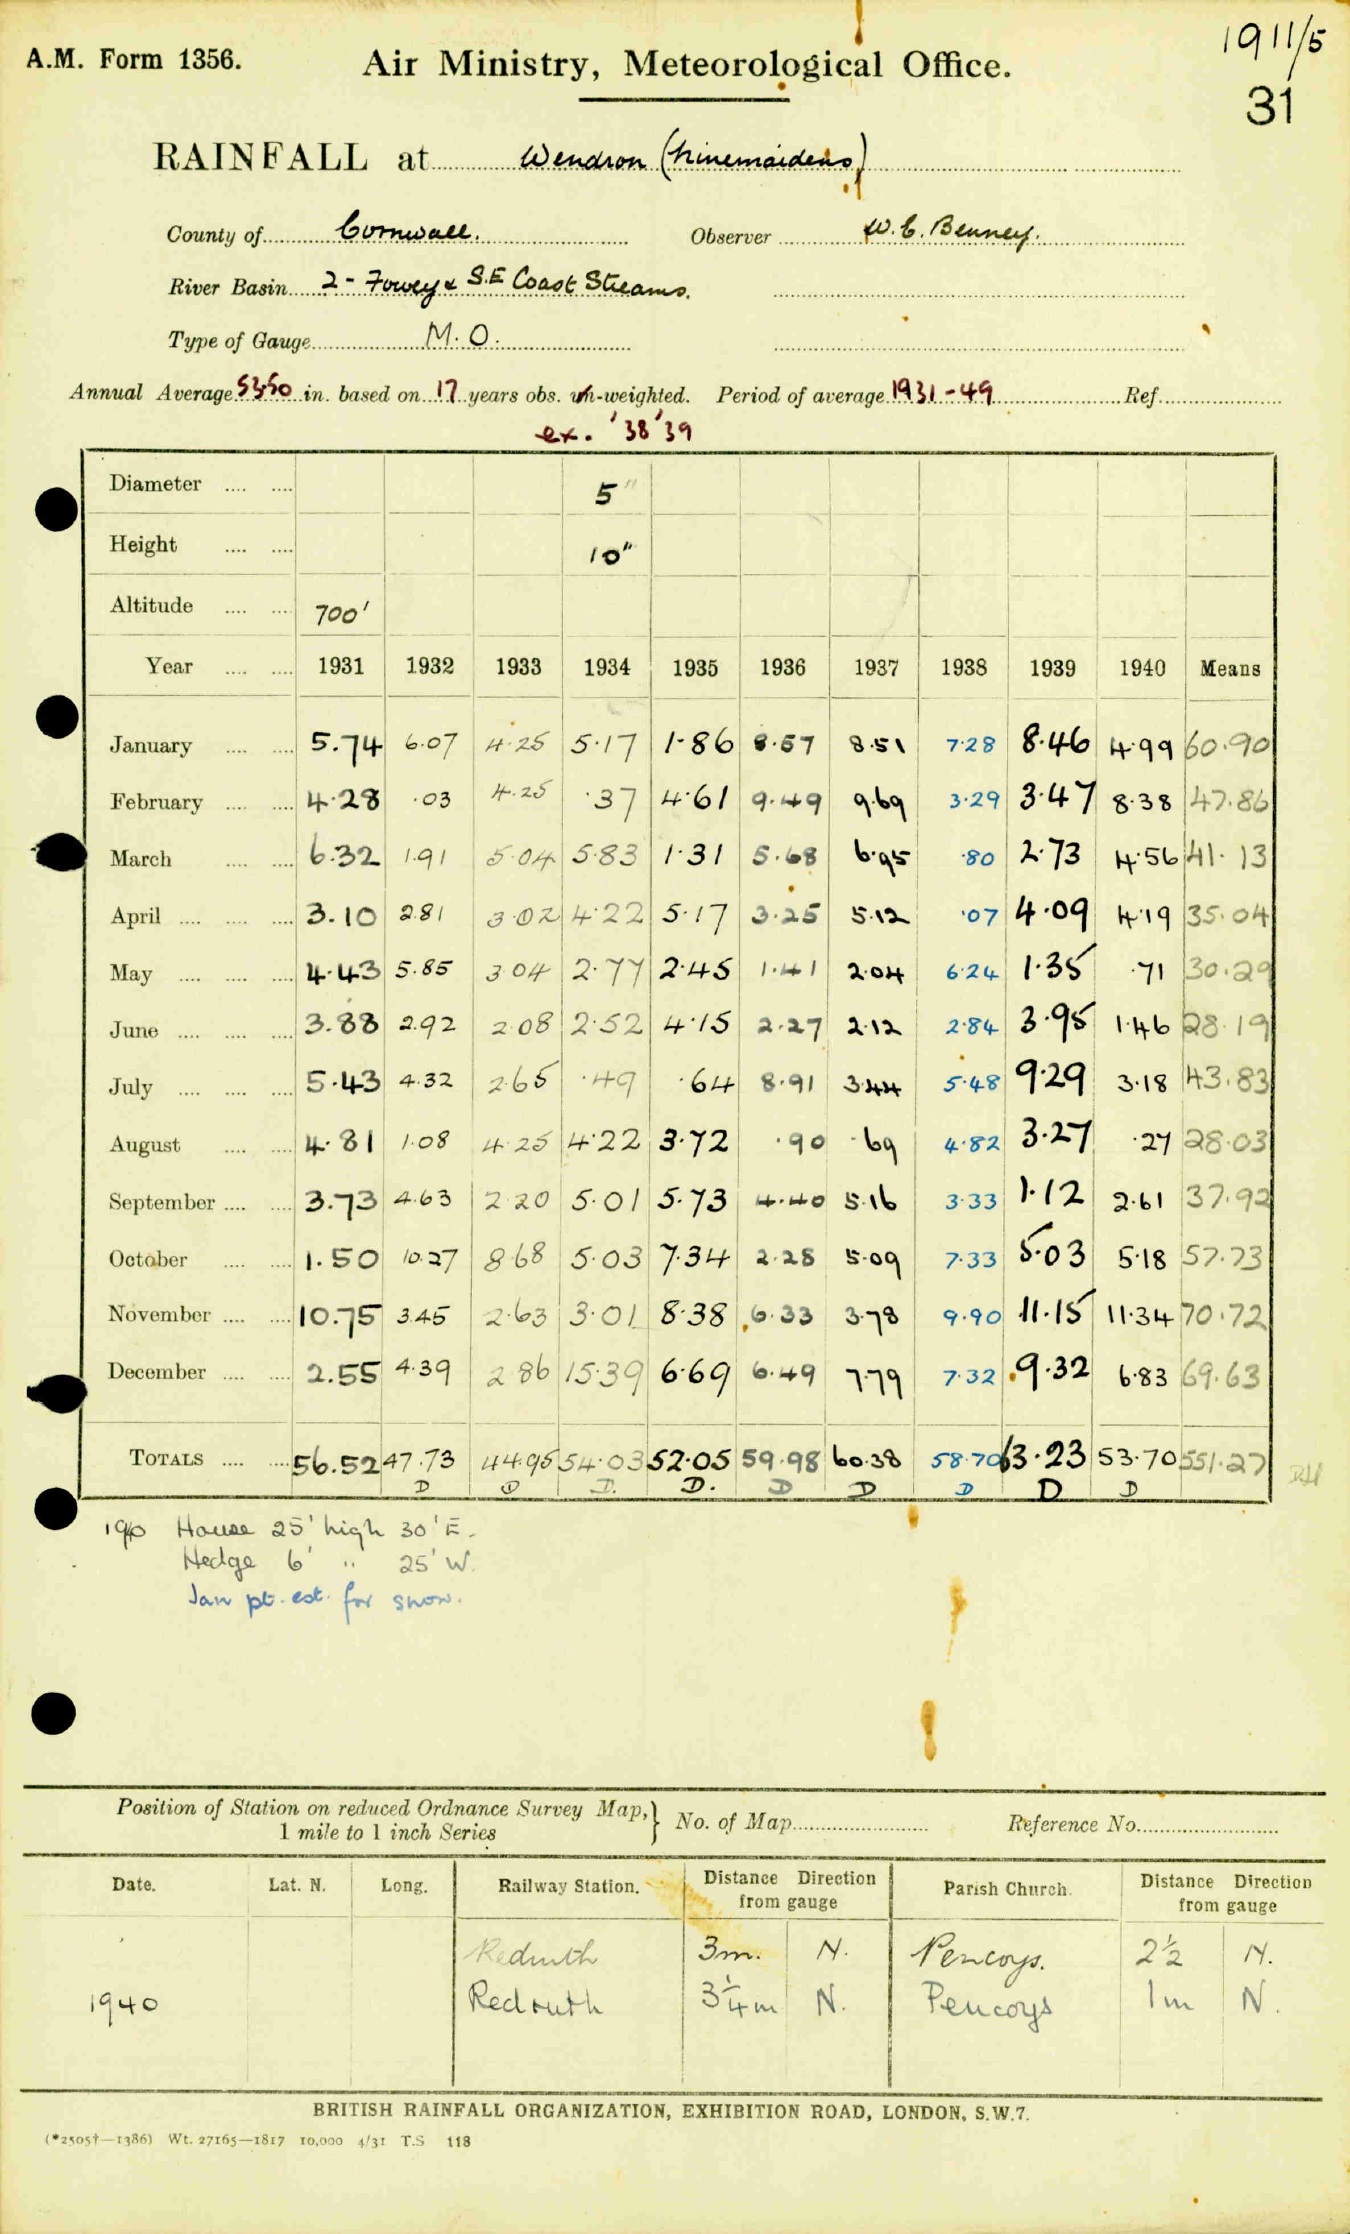 1911/5
A.M. Form 1356. Air Ministry, Meteorological Office.
31
RAINFALL at Wendron (Ninemaidens)
County of Cornwall. Observer W. C. Benney.
River Basin 2 - Fowey & S.E Coast Streams.
Type of Gauge M.O.
Annual Average 53.50 in. based on 17 years obs. un-weighted. Period of average 1931-49 Ref.
ex. '38 '39
Diameter 5"
Height 10"
Altitude 700'
Year 1931 1932 1933 1934 1935 1936 1937 1938 1939 1940 Means
January 5.74 6.07 4.25 5.17 1.86 8.57 8.51 7.28 8.46 4.99 60.90
February 4.28 .03 4.25 .37 4.61 9.49 9.69 3.29 3.47 8.38 47.86
March 6.32 1.91 5.04 5.83 1.31 5.68 6.95 .80 2.73 4.56 41.13
April 3.10 2.81 3.02 4.22 5.17 3.25 5.12 .07 4.09 4.19 35.04
May 4.43 5.85 3.04 2.77 2.45 1.41 2.04 6.24 1.35 .71 30.29
June 3.88 2.92 2.08 2.52 4.15 2.27 2.12 2.84 3.95 1.46 28.19
July 5.43 4.32 2.65 .49 .64 8.91 3.44 5.48 9.29 3.18 43.83
August 4.81 1.08 4.25 4.22 3.72 .90 .69 4.82 3.27 .27 28.03
September 3.73 4.63 2.20 5.01 5.73 4.40 5.16 3.33 1.12 2.61 37.92
October 1.50 10.27 8.68 5.03 7.34 2.28 5.09 7.33 5.03 5.18 57.73
November 10.75 3.45 2.63 3.01 8.38 6.33 3.78 9.90 11.15 11.34 70.72
December 2.55 4.39 2.86 15.39 6.69 6.49 7.79 7.32 9.32 6.83 69.63
TOTALS 56.52 47.73 44.95 54.03 52.05 59.98 60.38 58.70 63.23 53.70 551.27
D D D. D. D D D D D
1940 House 25' high 30' E.
Hedge 6' " 25' W.
Jan pt. est. for snow.
Position of Station on reduced Ordnance Survey Map,} No. of Map Reference No.
1 mile to 1 inch Series
Date. Lat. N. Long. Railway Station. Distance Direction from gauge Parish Church. Distance Direction from gauge
Redruth 3m. N. Pencoys. 2½ N.
1940 Redruth 3¼m N. Pencoys 1m N.
BRITISH RAINFALL ORGANIZATION, EXHIBITION ROAD, LONDON, S.W.7.
(*2505†—1386) Wt. 27165—1817 10,000 4/31 T.S 118